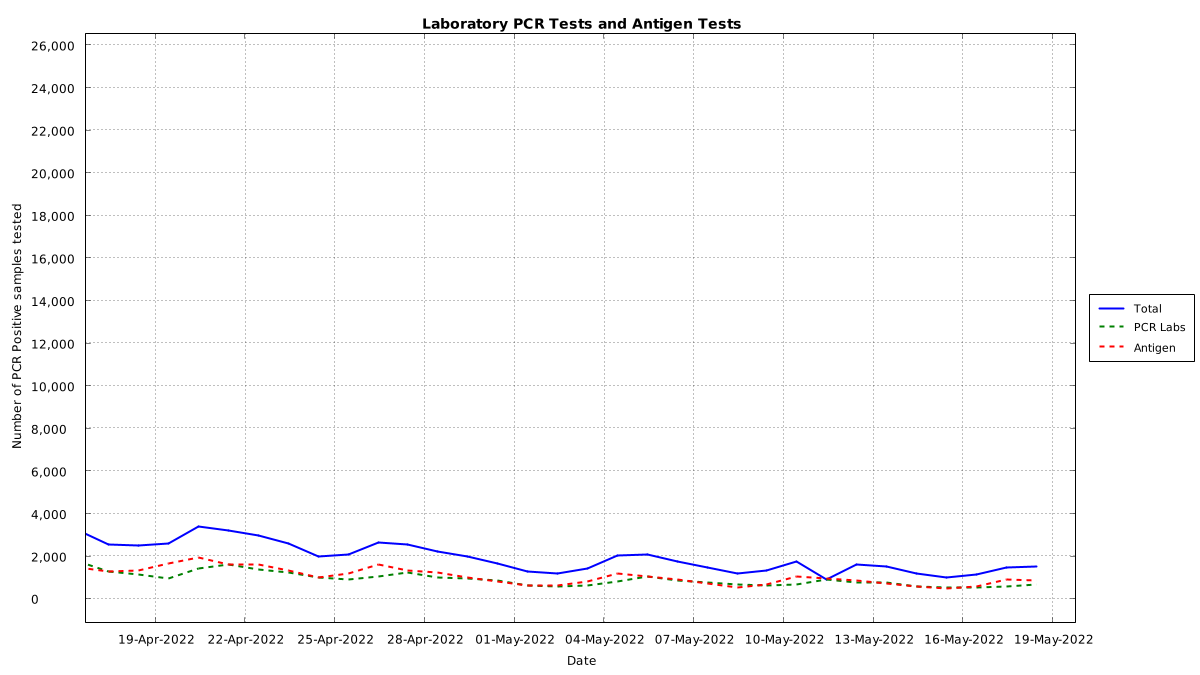 Laboratory PCR Tests and Antigen Tests
26,000
24,000
22,000
20,000
18,000
16,000
14,000
12,000
10,000
8,000
6,000
4,000
2,000
0
Number of PCR Positive samples tested
19-Apr-2022 22-Apr-2022 25-Apr-2022 28-Apr-2022 01-May-2022 04-May-2022 07-May-2022 10-May-2022 13-May-2022 16-May-2022 19-May-2022
Date
Total
PCR Labs
Antigen